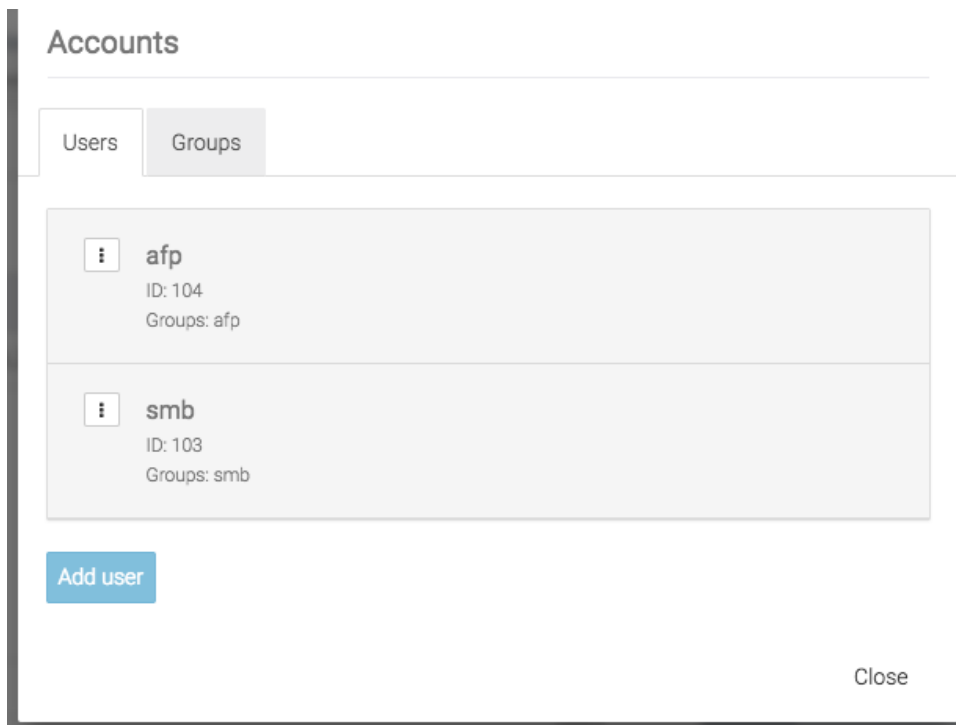 Accounts
Users
Groups
afp
ID: 104
Groups: afp
smb
ID: 103
Groups: smb
Add user
Close